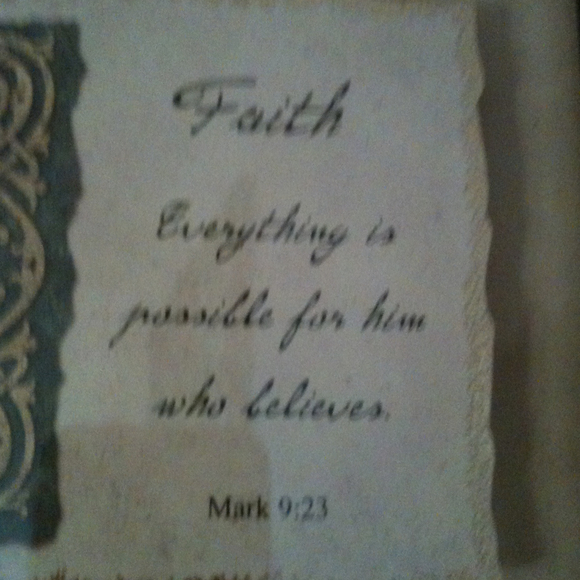 Faith
Everything is
possible for him
who believes.
Mark 9:23